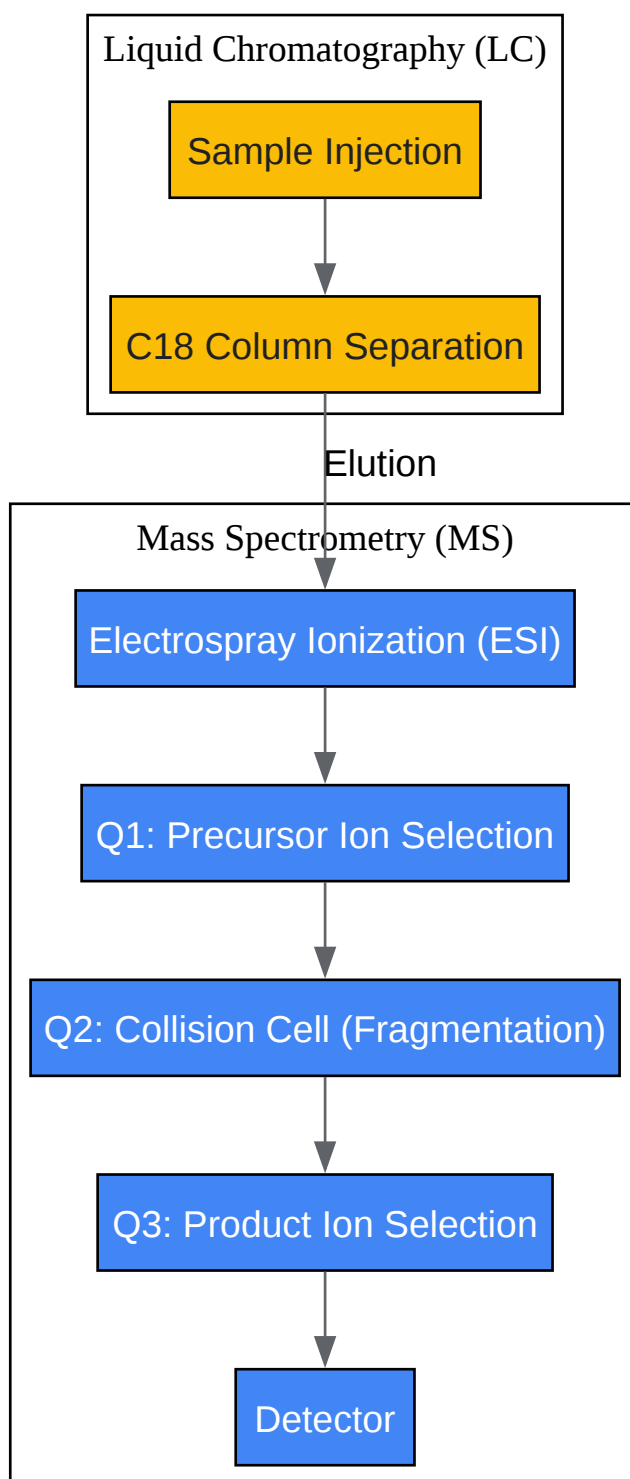 Liquid Chromatography (LC)
Sample Injection
C18 Column Separation
Elution
Mass Spectrometry (MS)
Electrospray Ionization (ESI)
Q1: Precursor Ion Selection
Q2: Collision Cell (Fragmentation)
Q3: Product Ion Selection
Detector